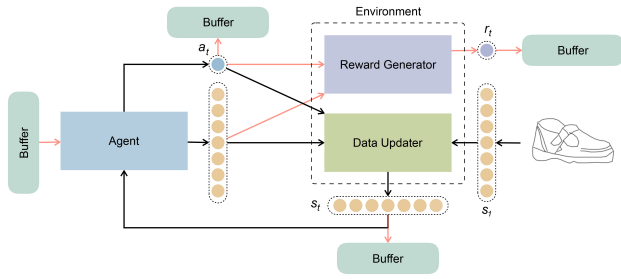 Environment
Buffer
a_t
r_t
Reward Generator
Buffer
Buffer
Agent
Data Updater
s_t
s_t
Buffer